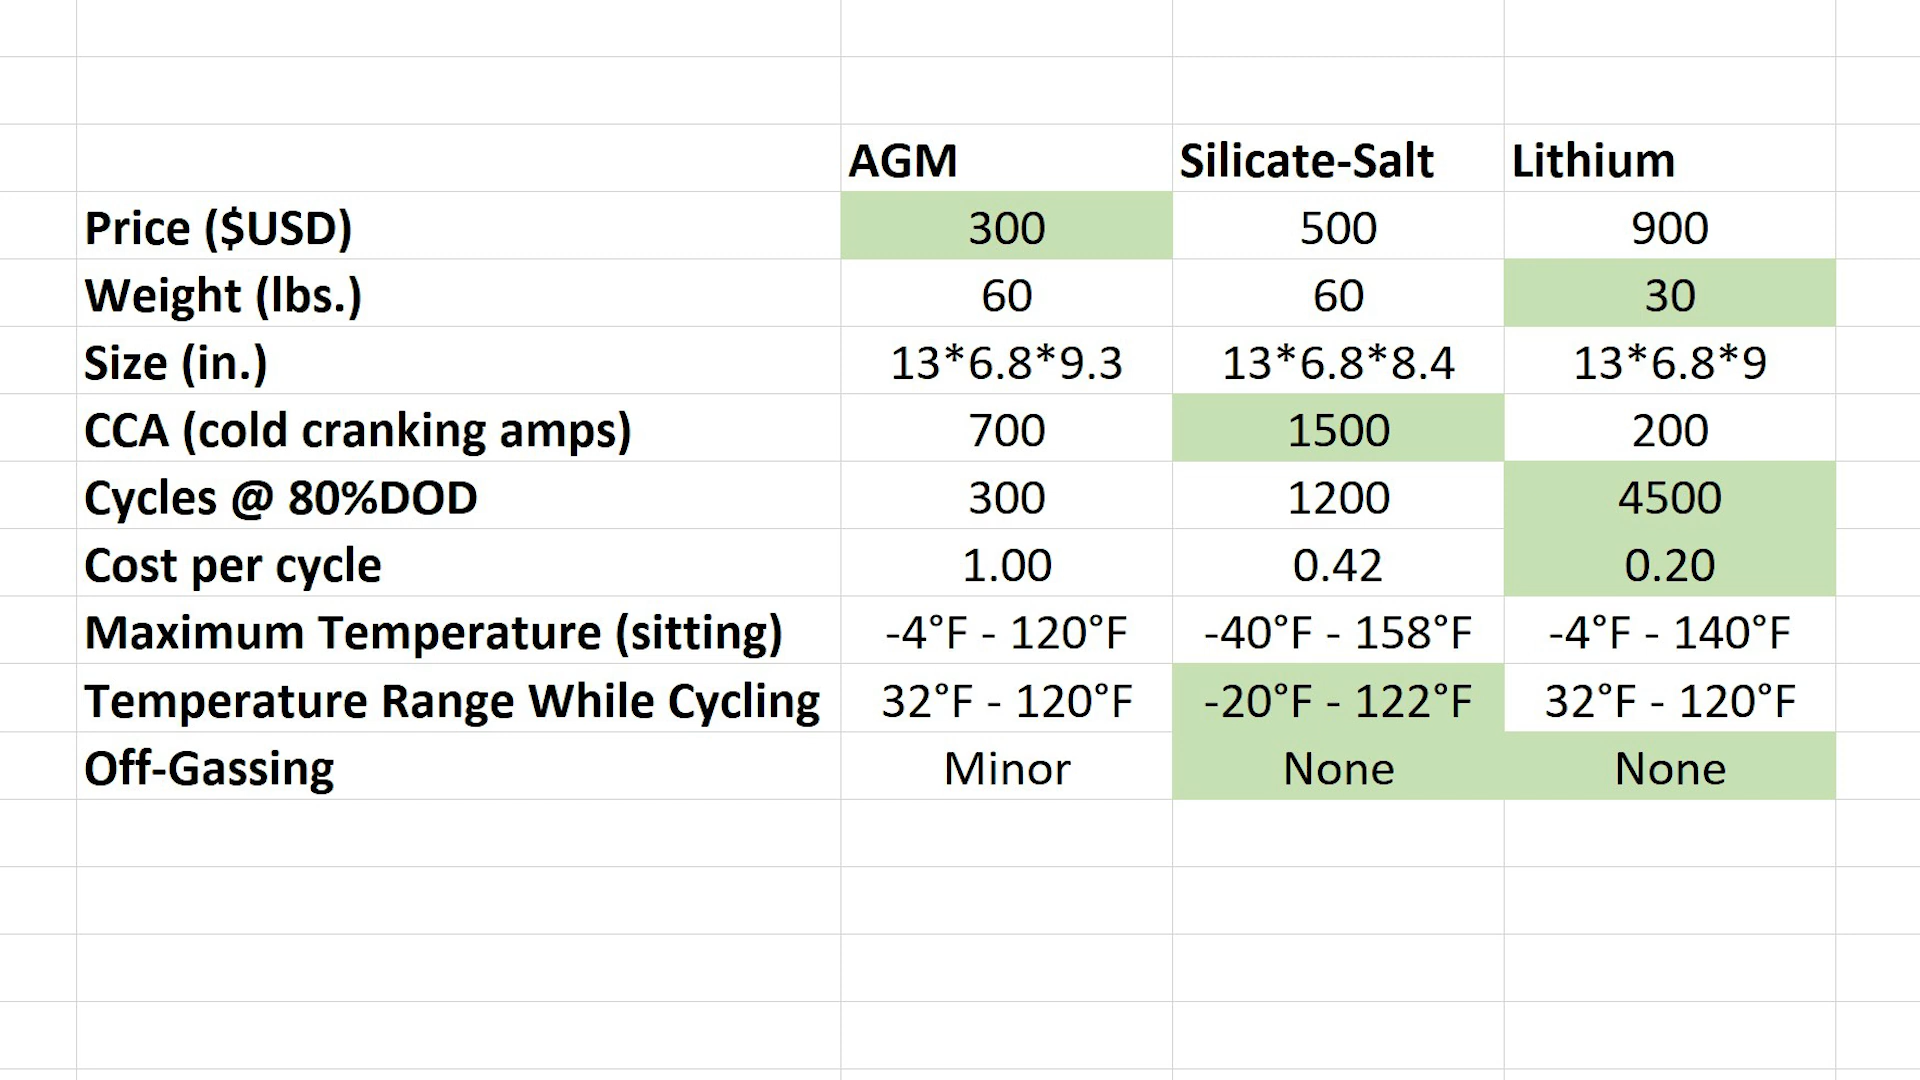 AGM Silicate-Salt Lithium
Price ($USD) 300 500 900
Weight (lbs.) 60 60 30
Size (in.) 13*6.8*9.3 13*6.8*8.4 13*6.8*9
CCA (cold cranking amps) 700 1500 200
Cycles @ 80%DOD 300 1200 4500
Cost per cycle 1.00 0.42 0.20
Maximum Temperature (sitting) -4°F - 120°F -40°F - 158°F -4°F - 140°F
Temperature Range While Cycling 32°F - 120°F -20°F - 122°F 32°F - 120°F
Off-Gassing Minor None None